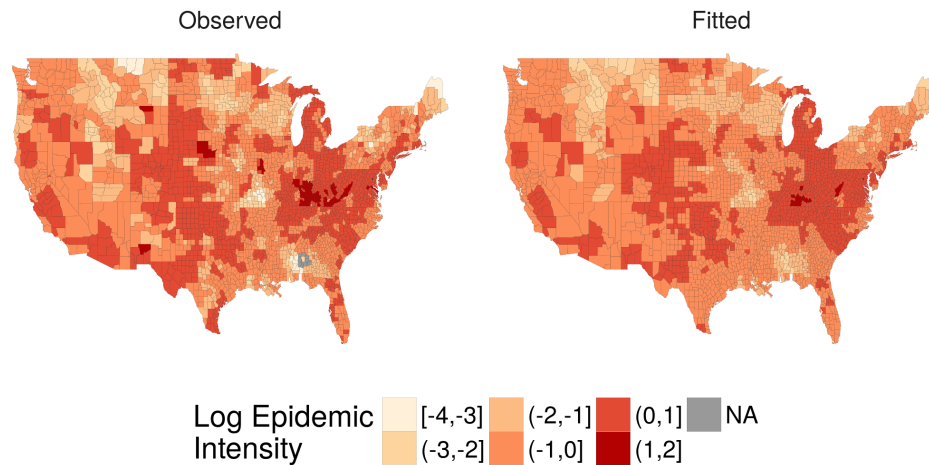 Observed
Fitted
Log Epidemic
Intensity
[-4,-3]
(-2,-1]
(0,1]
NA
(-3,-2]
(-1,0]
(1,2]